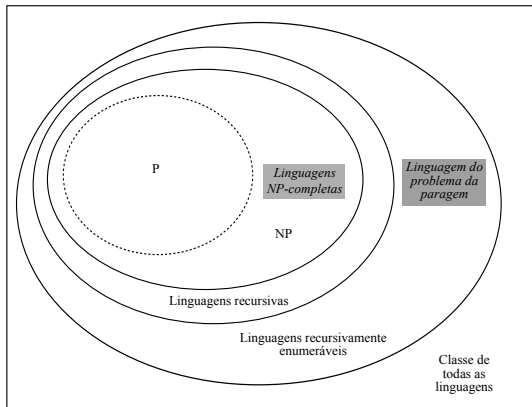 P
Linguagens
NP-completas
Linguagem do
problema da
paragem
NP
Linguagens recursivas
Linguagens recursivamente
enumeráveis
Classe de
todas as
linguagens